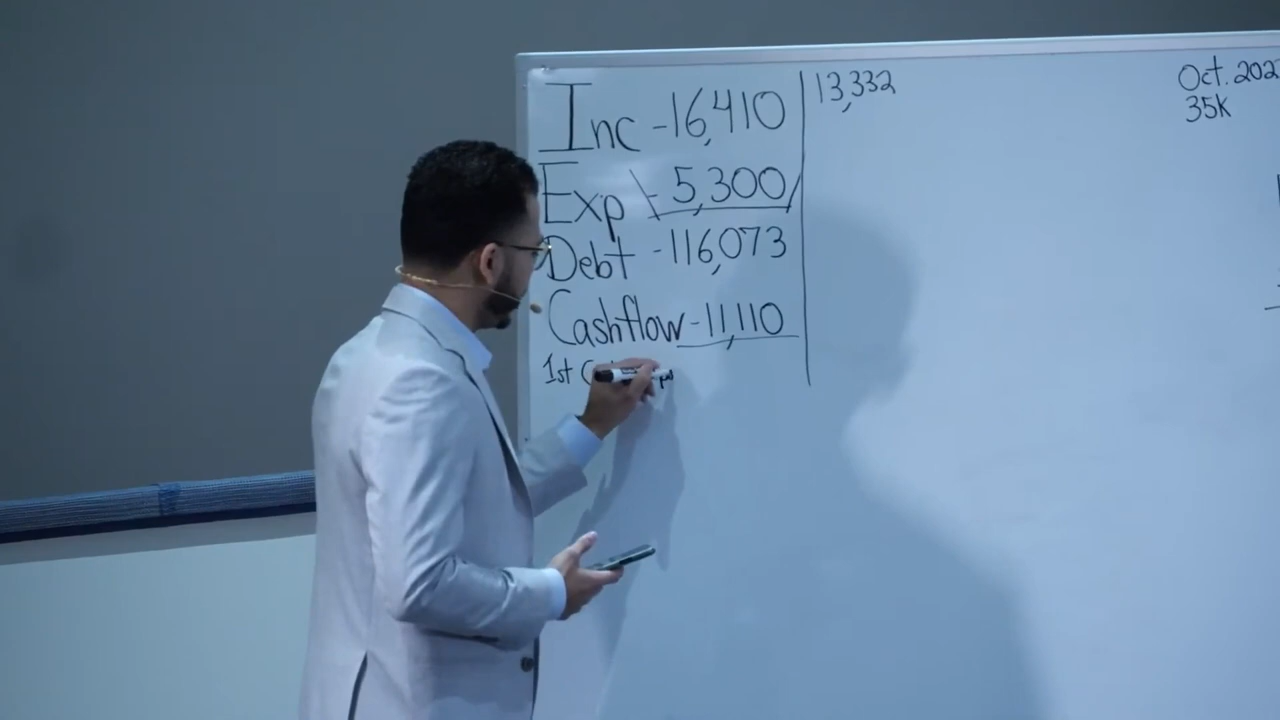 Inc - 16,410
13,332
Exp - 5,300
Debt - 116,073
Cashflow - 11,110
1st
Oct. 202
35k